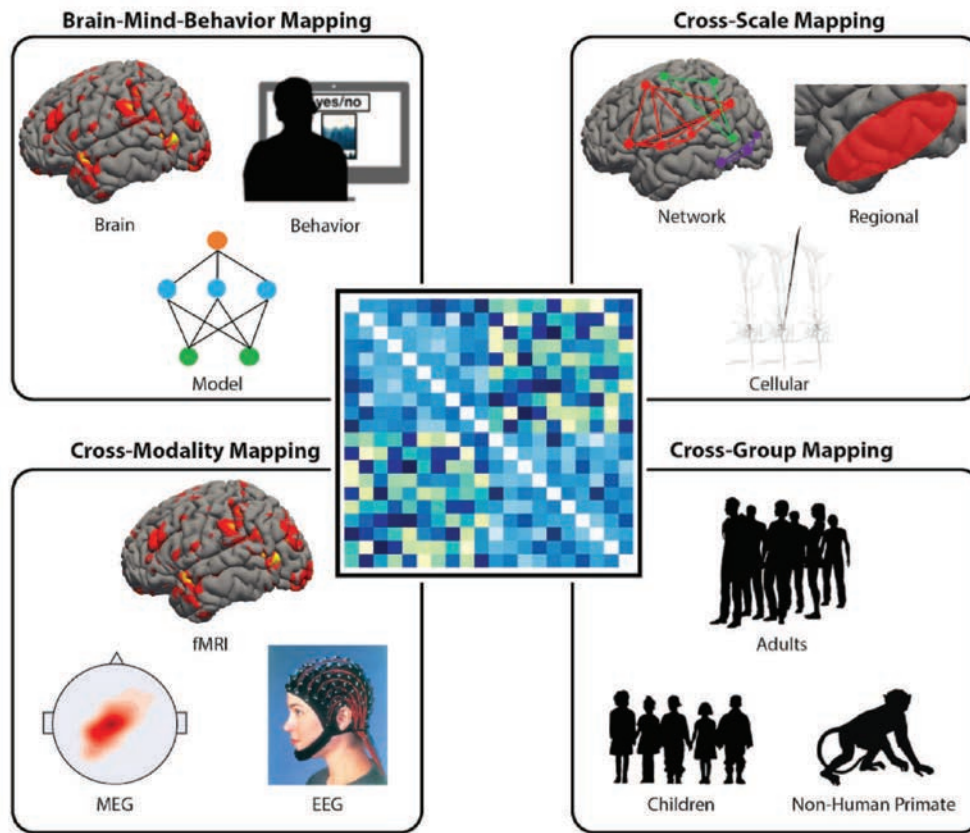 Brain-Mind-Behavior Mapping
yes/no
Brain
Behavior
Model
Cross-Scale Mapping
Network
Regional
Cellular
Cross-Modality Mapping
fMRI
MEG
EEG
Cross-Group Mapping
Adults
Children
Non-Human Primate